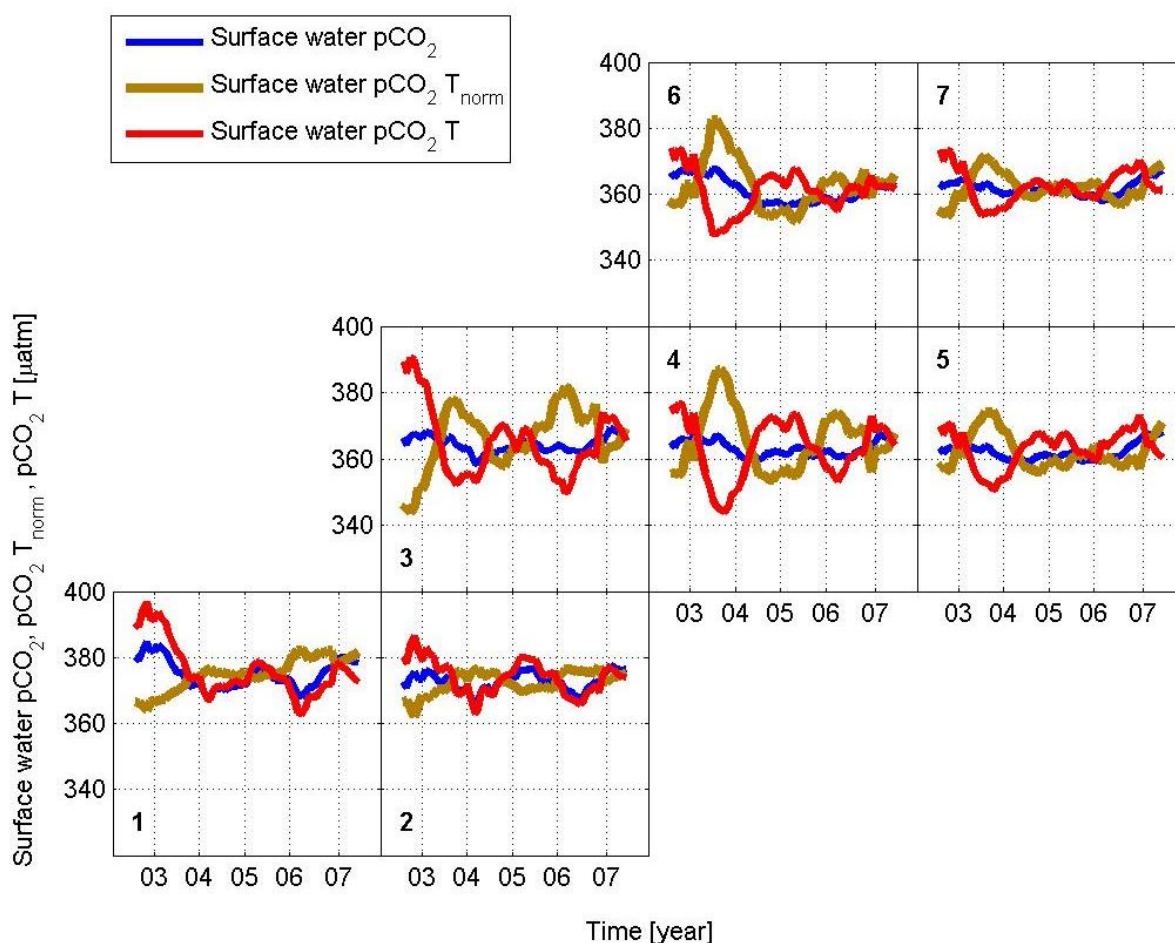 Surface water pCO₂
Surface water pCO₂ Tnorm
Surface water pCO₂ T
400
380
360
340
6
7
400
380
360
340
3
4
5
03 04 05 06 07
03 04 05 06 07
400
380
360
340
1
2
03 04 05 06 07
03 04 05 06 07
Surface water pCO₂, pCO₂ Tnorm, pCO₂ T [µatm]
Time [year]